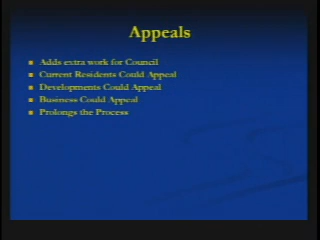 Appeals
Adds extra work for Council
Current Residents Could Appeal
Developments Could Appeal
Business Could Appeal
Prolongs the Process